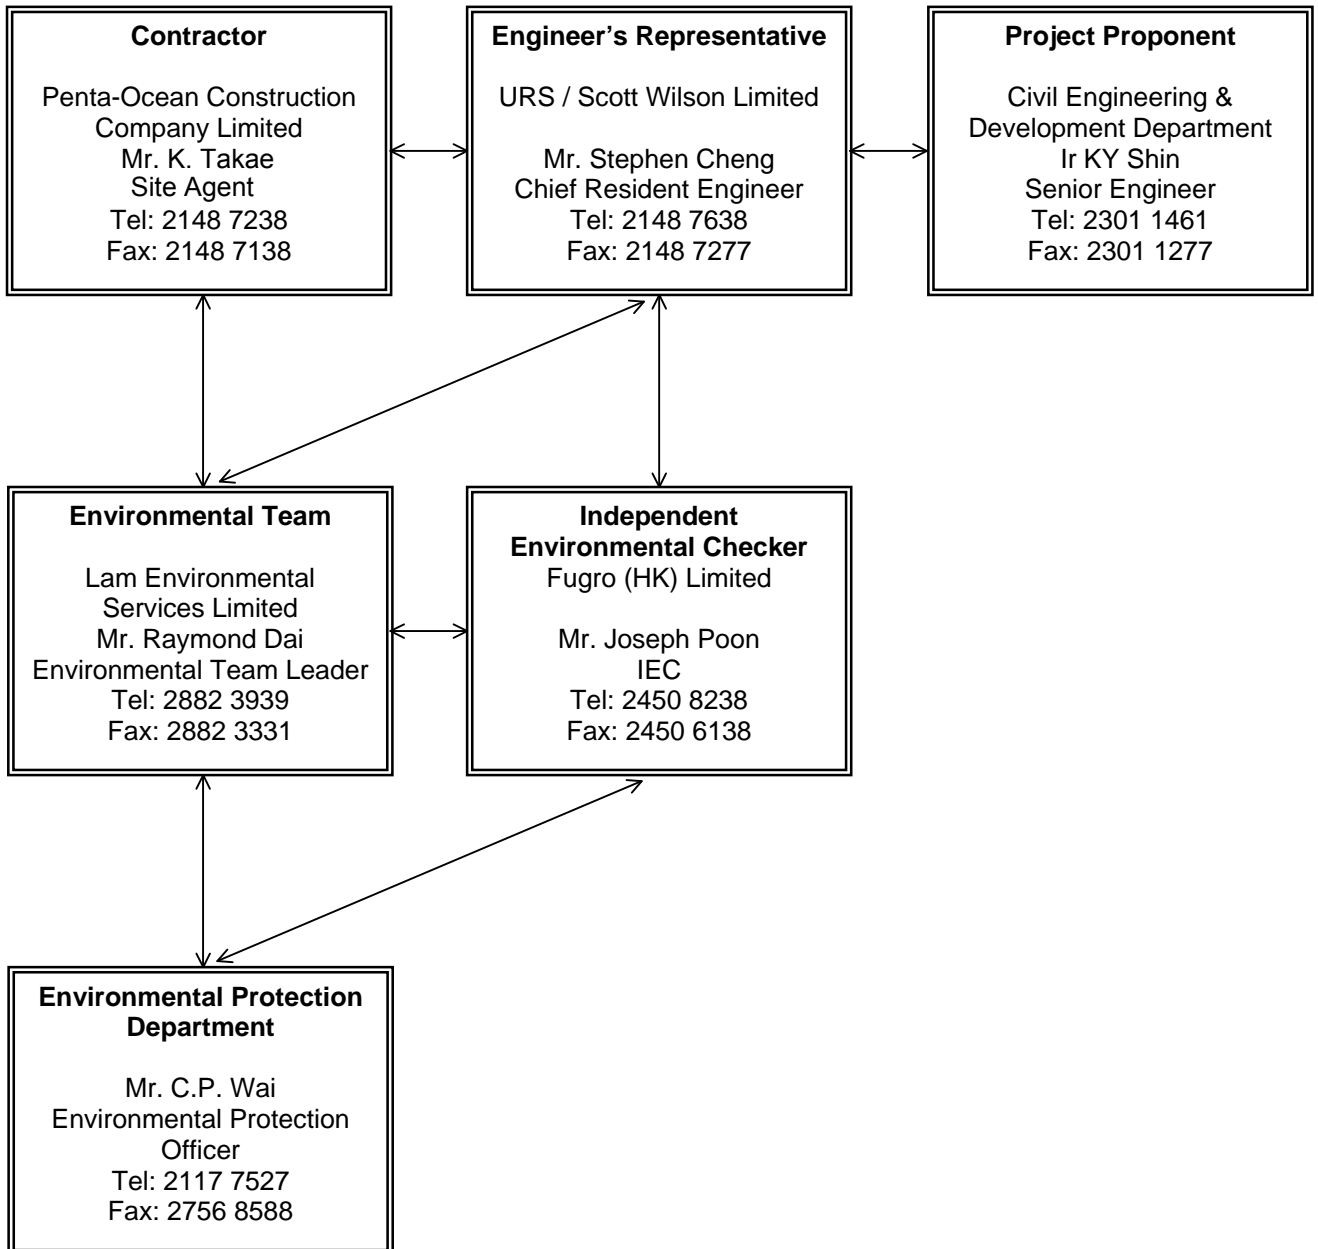 Contractor
Penta-Ocean Construction
Company Limited
Mr. K. Takae
Site Agent
Tel: 2148 7238
Fax: 2148 7138
Engineer's Representative
URS / Scott Wilson Limited
Mr. Stephen Cheng
Chief Resident Engineer
Tel: 2148 7638
Fax: 2148 7277
Project Proponent
Civil Engineering &
Development Department
Ir KY Shin
Senior Engineer
Tel: 2301 1461
Fax: 2301 1277
Environmental Team
Lam Environmental
Services Limited
Mr. Raymond Dai
Environmental Team Leader
Tel: 2882 3939
Fax: 2882 3331
Independent
Environmental Checker
Fugro (HK) Limited
Mr. Joseph Poon
IEC
Tel: 2450 8238
Fax: 2450 6138
Environmental Protection
Department
Mr. C.P. Wai
Environmental Protection
Officer
Tel: 2117 7527
Fax: 2756 8588